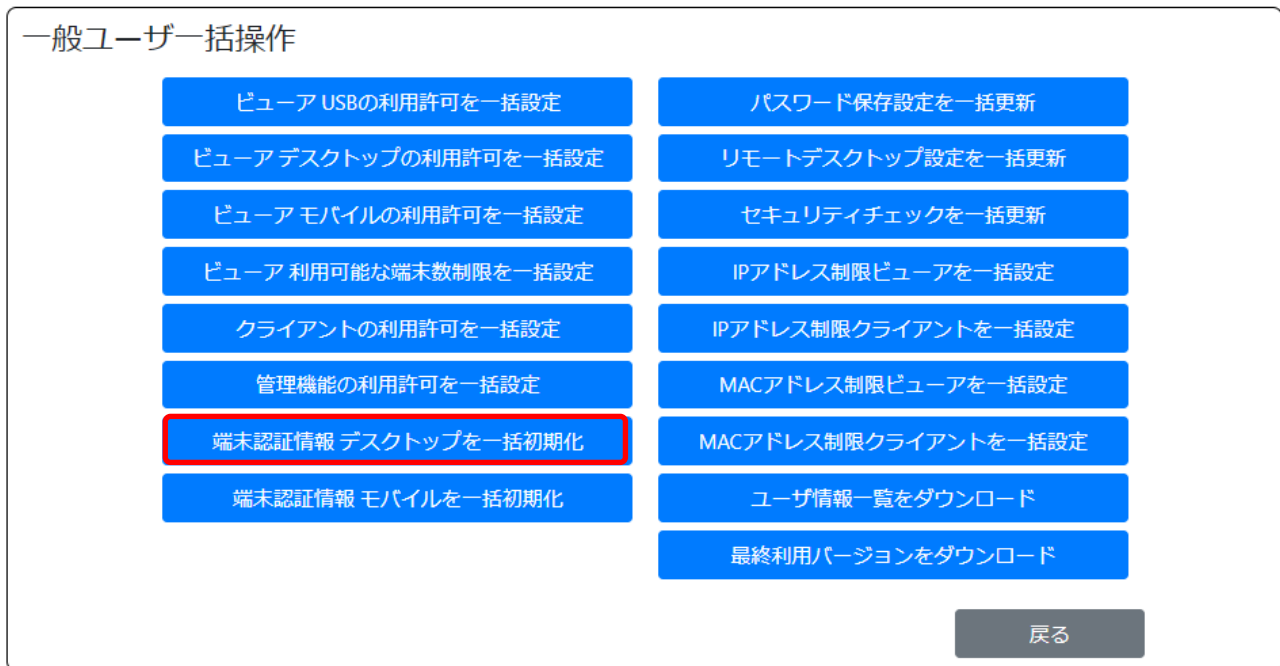 一般ユーザ一括操作
ビューア USBの利用許可を一括設定
ビューア デスクトップの利用許可を一括設定
ビューア モバイルの利用許可を一括設定
ビューア 利用可能な端末数制限を一括設定
クライアントの利用許可を一括設定
管理機能の利用許可を一括設定
端末認証情報 デスクトップを一括初期化
端末認証情報 モバイルを一括初期化
パスワード保存設定を一括更新
リモートデスクトップ設定を一括更新
セキュリティチェックを一括更新
IPアドレス制限ビューアを一括設定
IPアドレス制限クライアントを一括設定
MACアドレス制限ビューアを一括設定
MACアドレス制限クライアントを一括設定
ユーザ情報一覧をダウンロード
最終利用バージョンをダウンロード
戻る